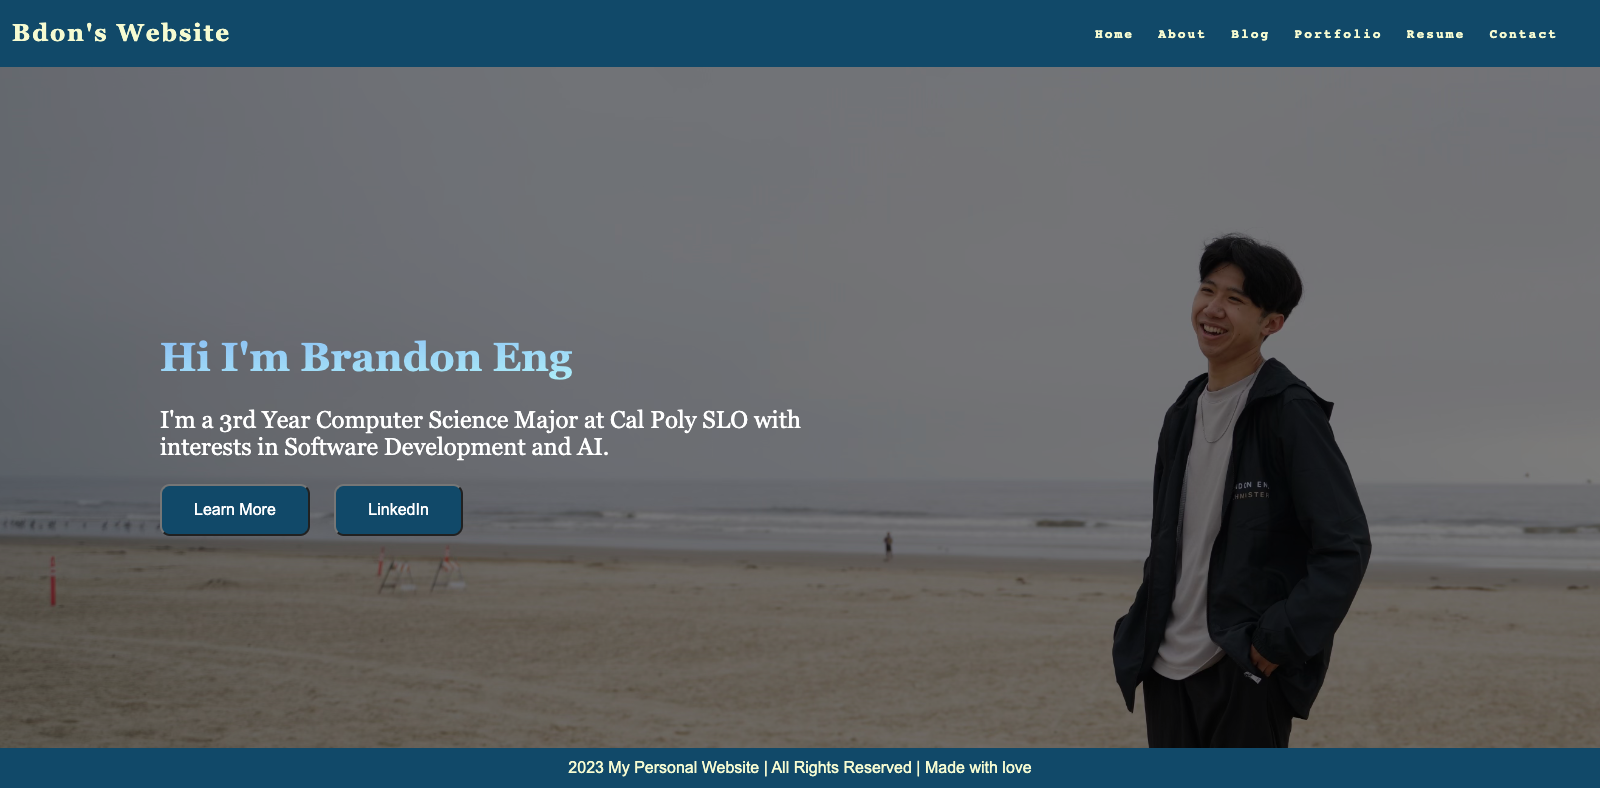 Bdon's Website
Home About Blog Portfolio Resume Contact
Hi I'm Brandon Eng
I'm a 3rd Year Computer Science Major at Cal Poly SLO with
interests in Software Development and AI.
Learn More
LinkedIn
2023 My Personal Website | All Rights Reserved | Made with love